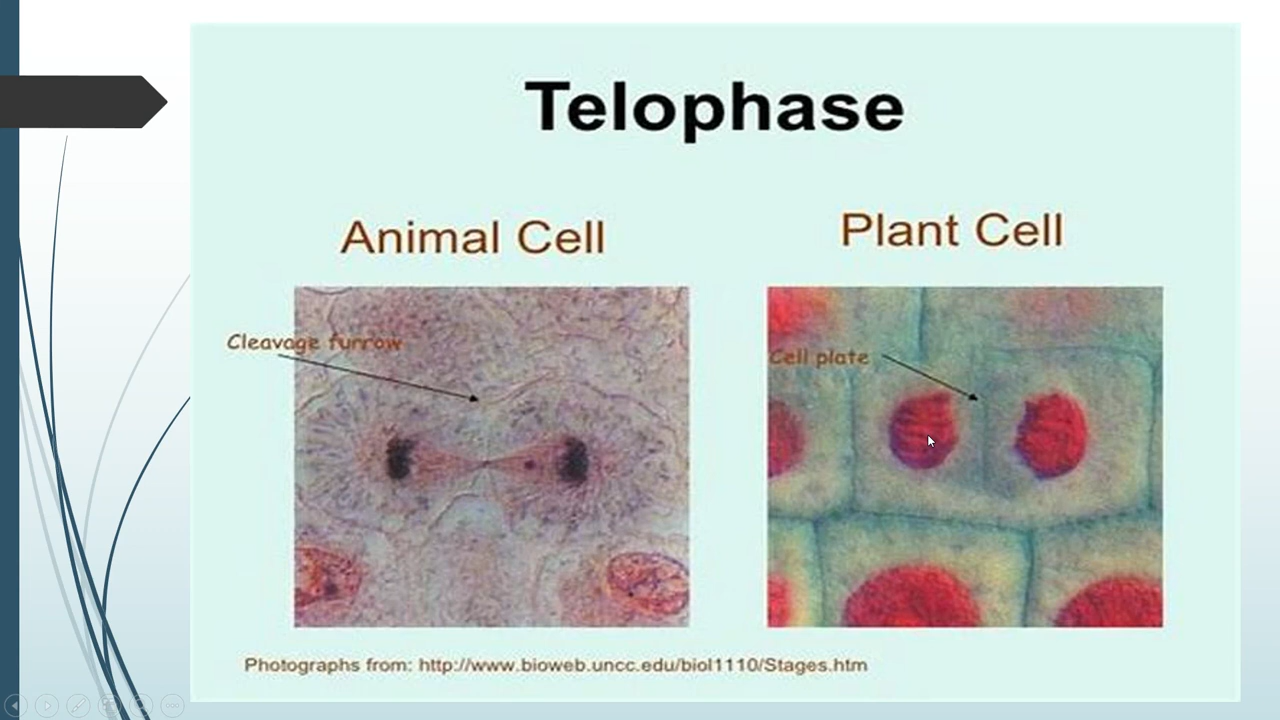 Telophase
Animal Cell
Plant Cell
Cleavage furrow
Cell plate
Photographs from: http://www.bioweb.uncc.edu/biol1110/Stages.htm